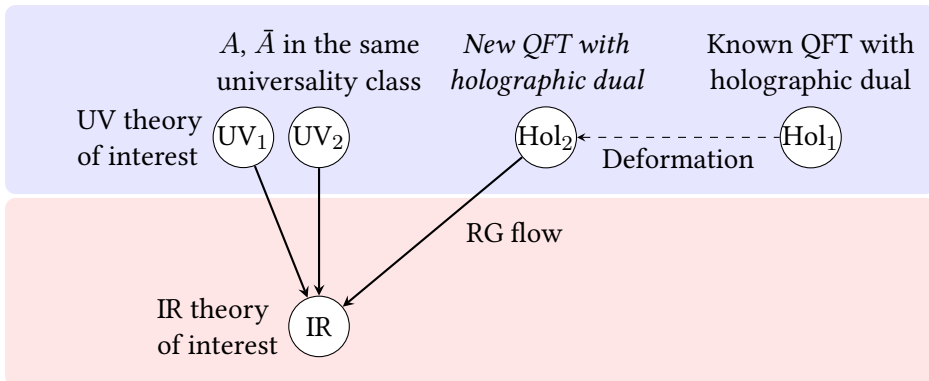 A, Ā in the same
universality class
New QFT with
holographic dual
Known QFT with
holographic dual
UV theory
of interest
UV₁
UV₂
Hol₂
Hol₁
Deformation
RG flow
IR theory
of interest
IR